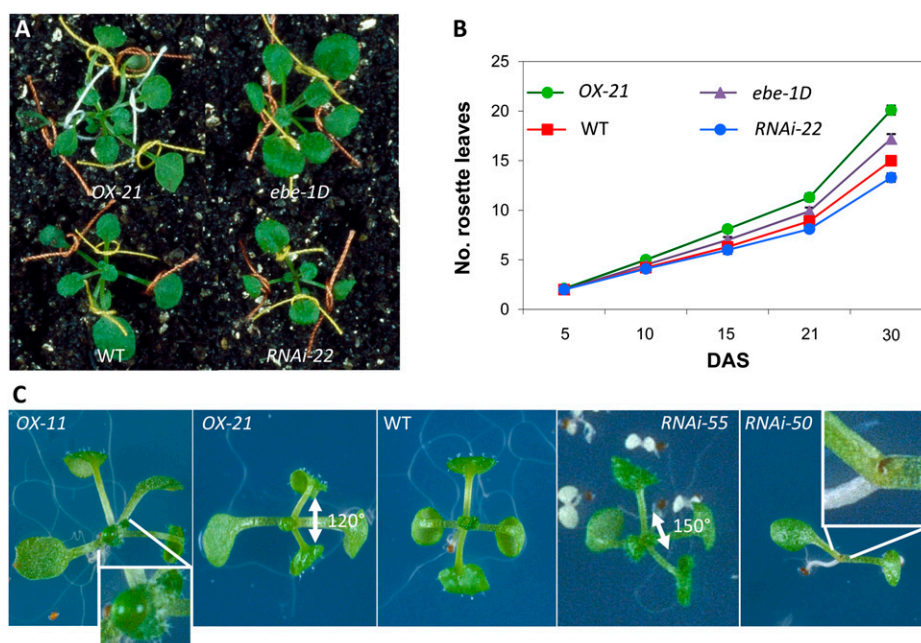 A
OX-21
ebe-1D
WT
RNAi-22
B
No. rosette leaves
25
20
15
10
5
0
OX-21
ebe-1D
WT
RNAi-22
5 10 15 21 30
DAS
C
OX-11
OX-21
WT
RNAi-55
RNAi-50
120°
150°